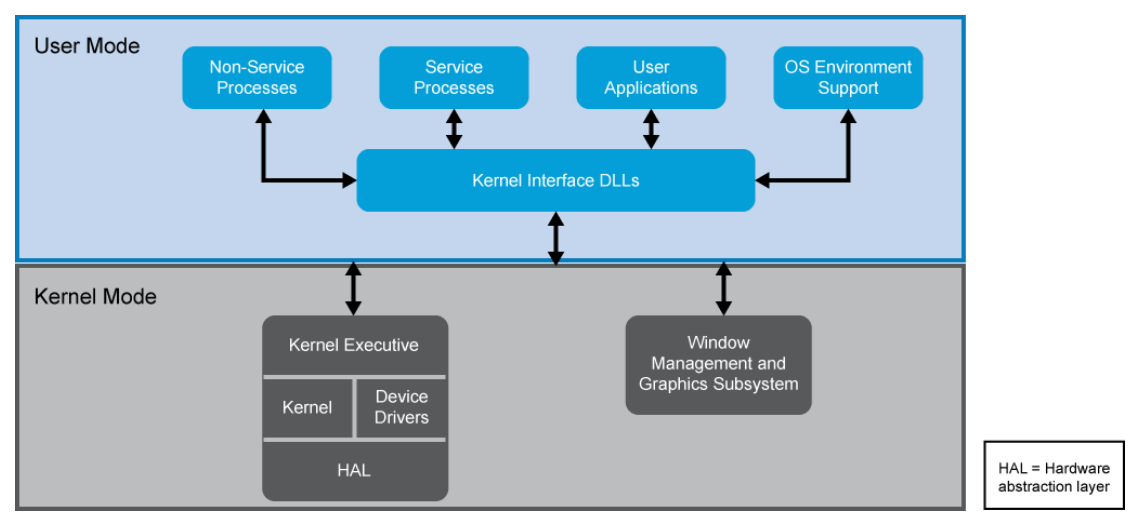 User Mode
Non-Service
Processes
Service
Processes
User
Applications
OS Environment
Support
Kernel Interface DLLs
Kernel Mode
Kernel Executive
Kernel
Device
Drivers
HAL
Window
Management and
Graphics Subsystem
HAL = Hardware
abstraction layer